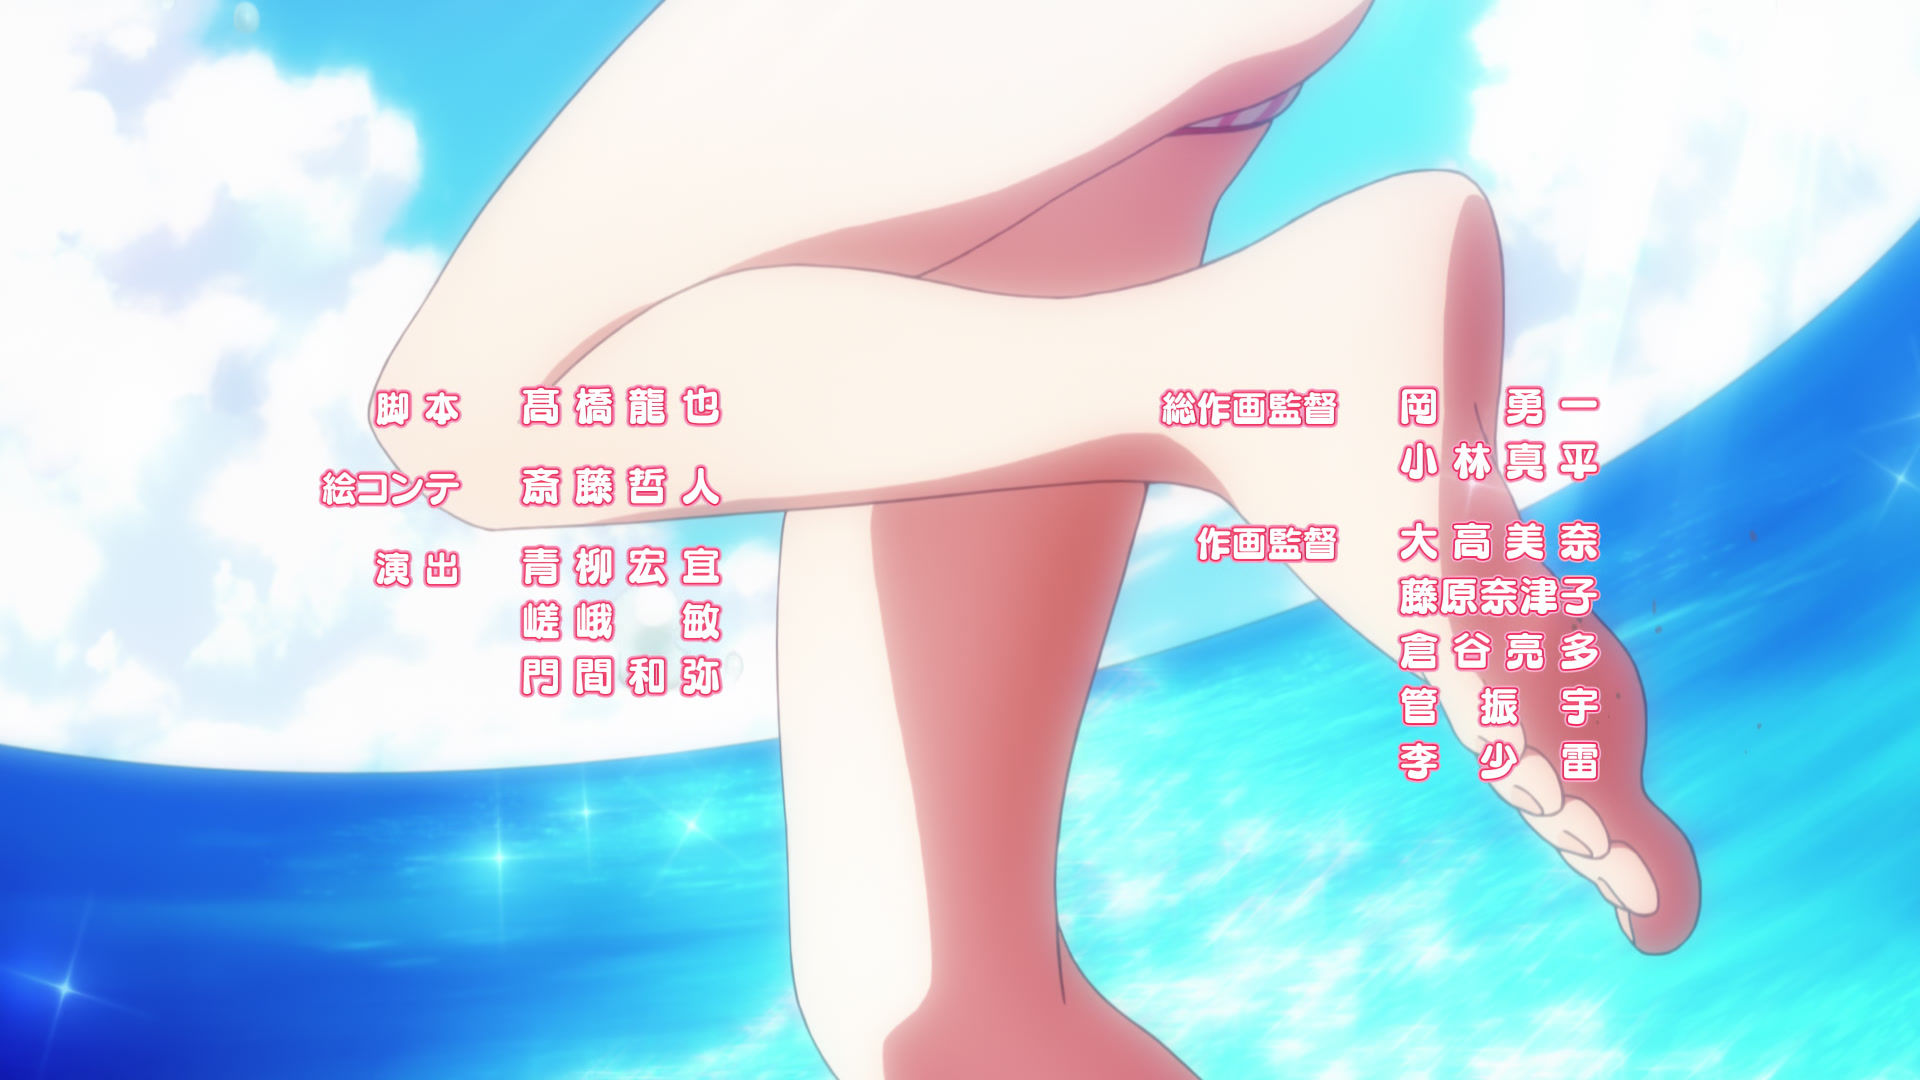 脚本 髙橋龍也
絵コンテ 斎藤哲人
演出 青柳宏宜
嵯峨敏
門間和弥
総作画監督 岡勇一
小林真平
作画監督 大高美奈
藤原奈津子
倉谷亮多
管振宇
李少雷